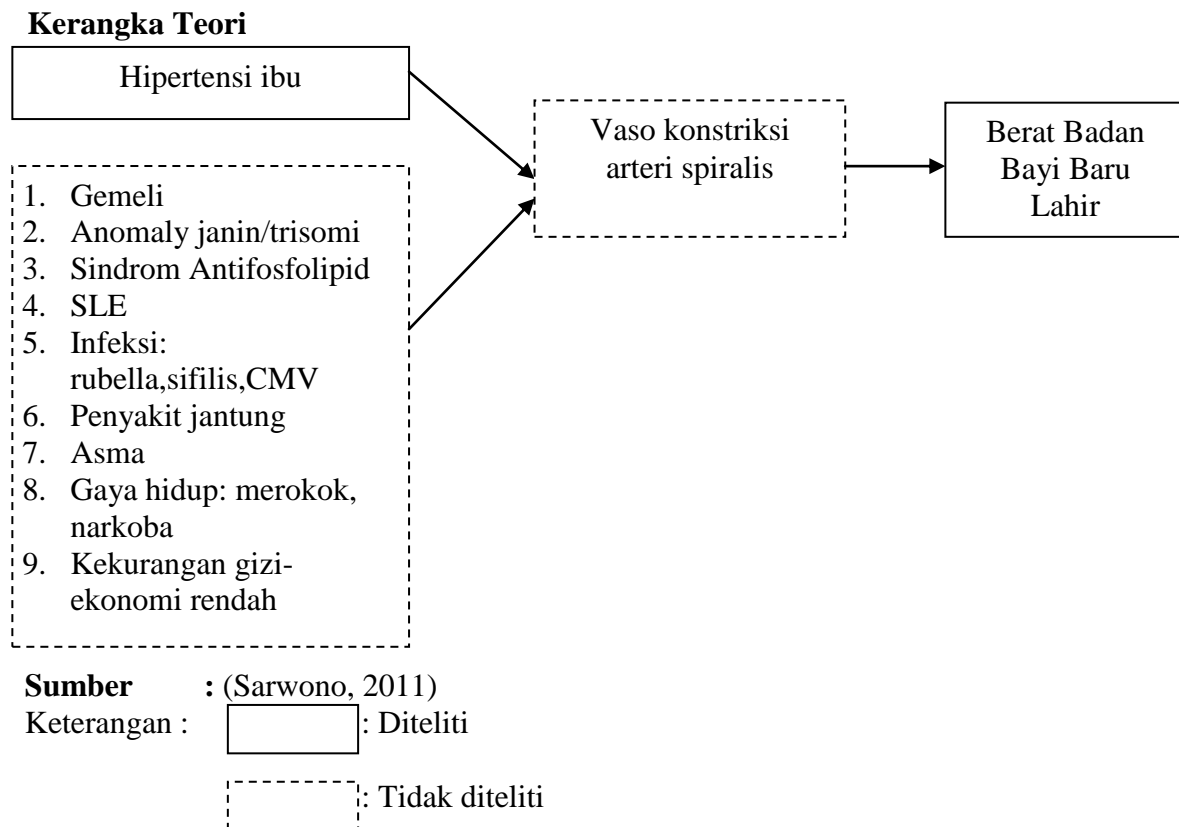 Kerangka Teori
Hipertensi ibu
Vaso konstriksi
arteri spiralis
Berat Badan
Bayi Baru
Lahir
1. Gemeli
2. Anomaly janin/trisomi
3. Sindrom Antifosfolipid
4. SLE
5. Infeksi:
rubella,sifilis,CMV
6. Penyakit jantung
7. Asma
8. Gaya hidup: merokok,
narkoba
9. Kekurangan gizi-
ekonomi rendah
Sumber : (Sarwono, 2011)
Keterangan : : Diteliti
: Tidak diteliti